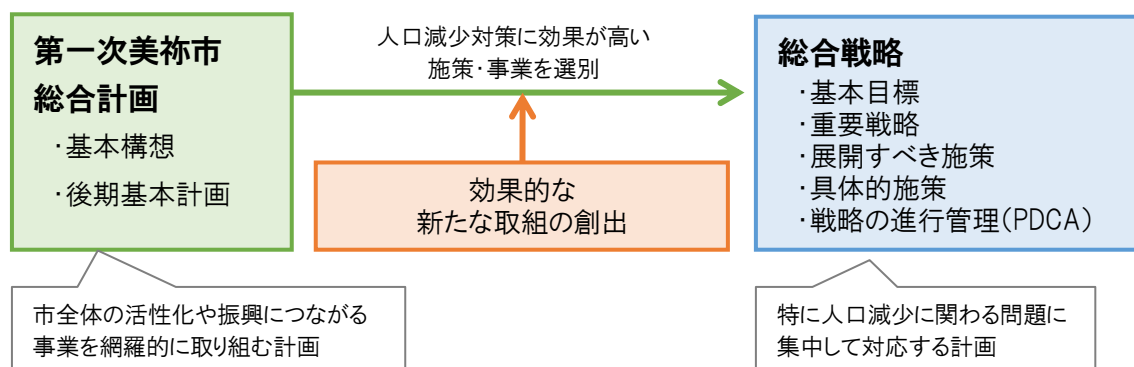 第一次美祢市
総合計画
・基本構想
・後期基本計画
人口減少対策に効果が高い
施策・事業を選別
効果的な
新たな取組の創出
総合戦略
・基本目標
・重要戦略
・展開すべき施策
・具体的施策
・戦略の進行管理(PDCA)
市全体の活性化や振興につながる
事業を網羅的に取り組む計画
特に人口減少に関わる問題に
集中して対応する計画